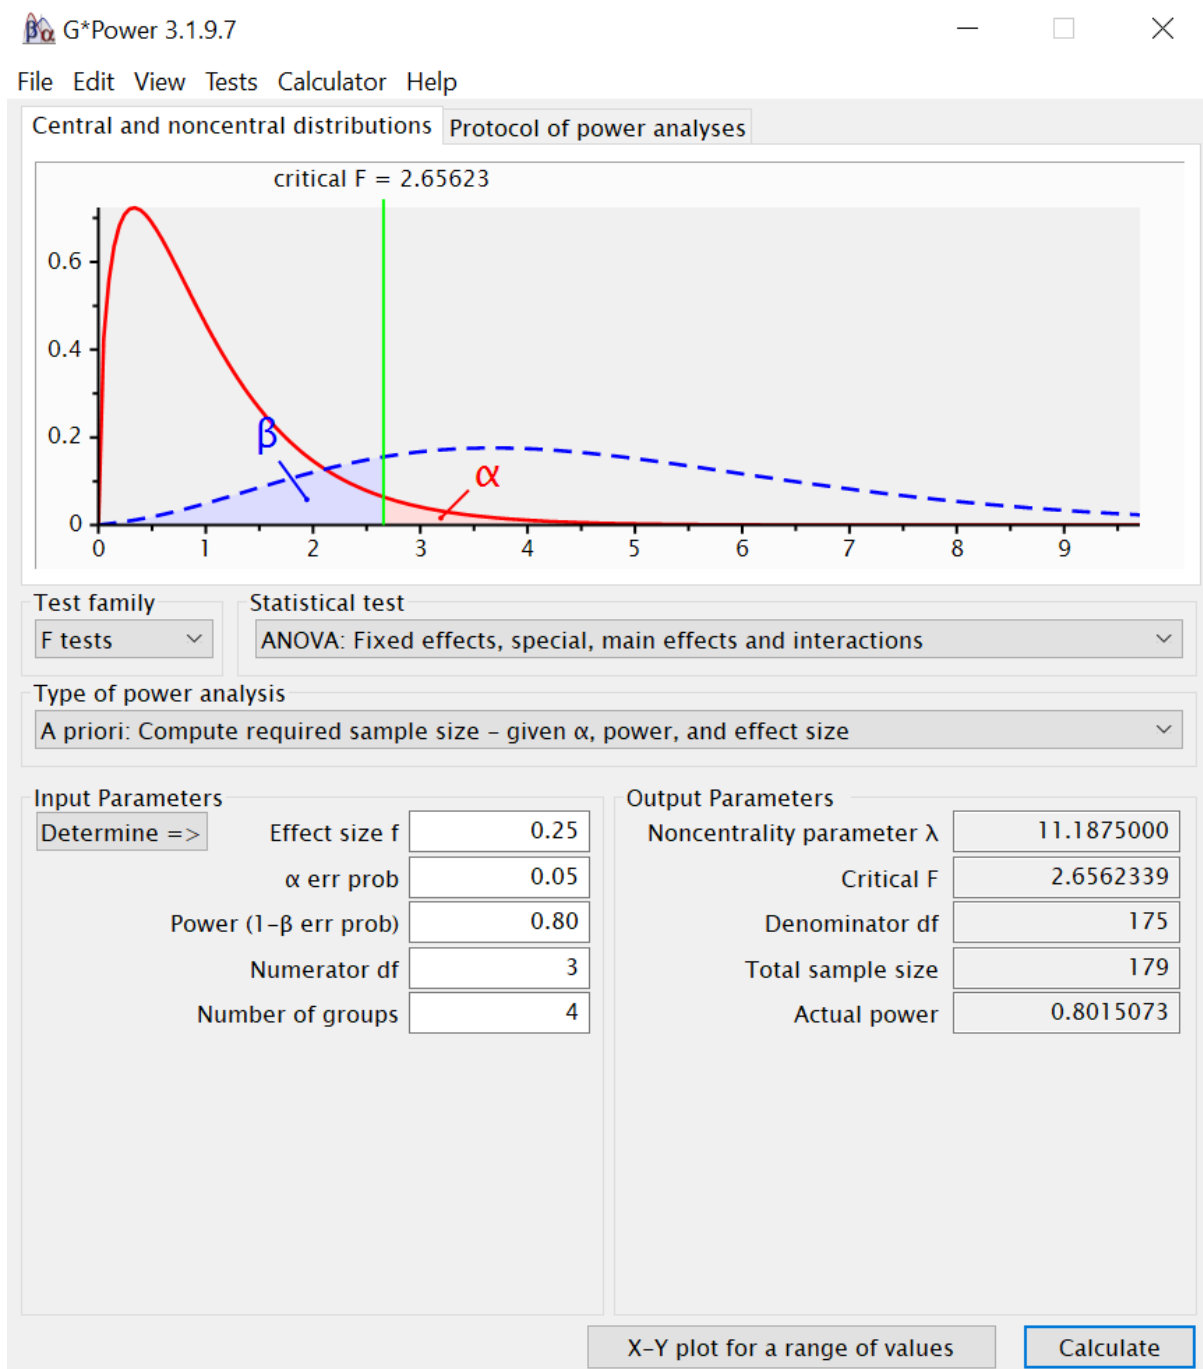 G*Power 3.1.9.7
File Edit View Tests Calculator Help
Central and noncentral distributions Protocol of power analyses
critical F = 2.65623
0.6
0.4
0.2
0
β
α
0 1 2 3 4 5 6 7 8 9
Test family Statistical test
F tests ANOVA: Fixed effects, special, main effects and interactions
Type of power analysis
A priori: Compute required sample size – given α, power, and effect size
Input Parameters Output Parameters
Determine => Effect size f 0.25 Noncentrality parameter λ 11.1875000
α err prob 0.05 Critical F 2.6562339
Power (1–β err prob) 0.80 Denominator df 175
Numerator df 3 Total sample size 179
Number of groups 4 Actual power 0.8015073
X–Y plot for a range of values Calculate